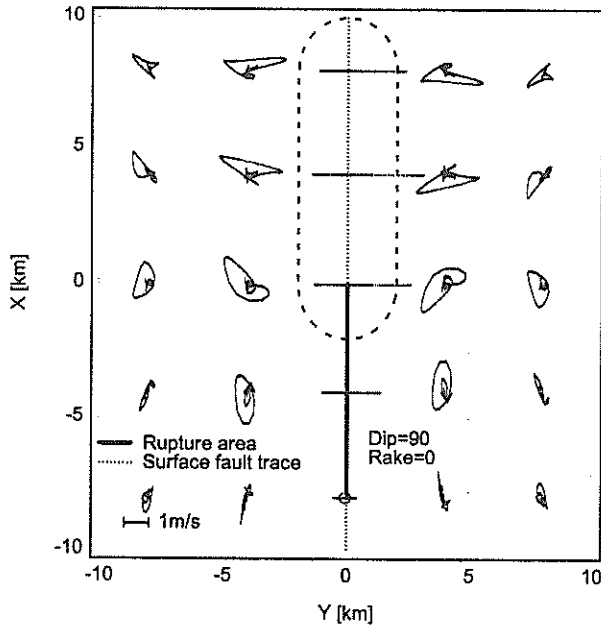 10
5
0
-5
-10
X [km]
Rupture area
Surface fault trace
1m/s
Dip=90
Rake=0
-10
-5
0
5
10
Y [km]